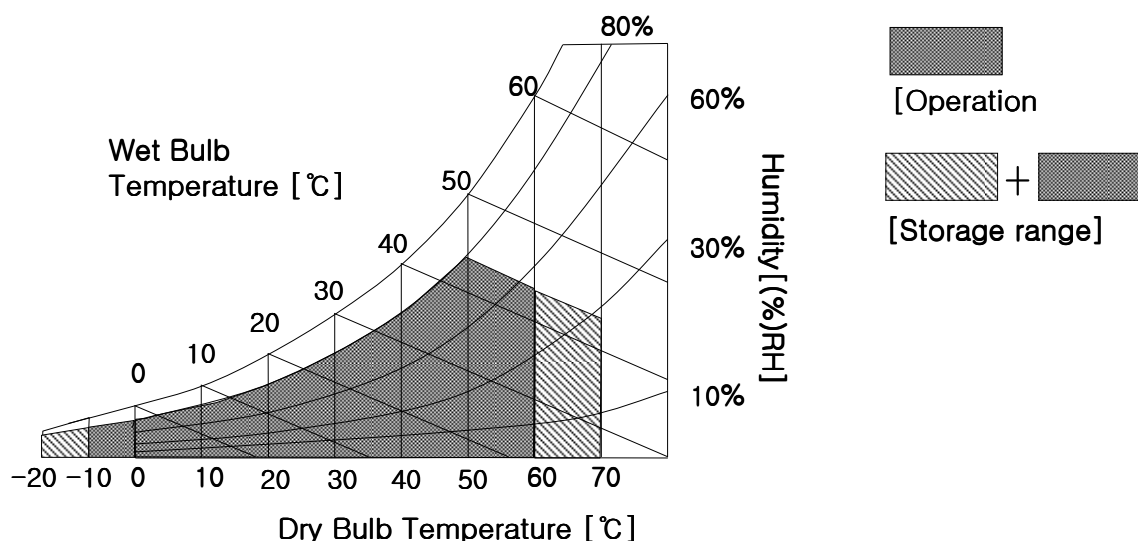 80%
60
60%
[Operation
Wet Bulb
Temperature [℃]
50
+
[Storage range]
40
30%
30
20
10
0
10%
Humidity[(%)RH]
-20 -10 0 10 20 30 40 50 60 70
Dry Bulb Temperature [℃]